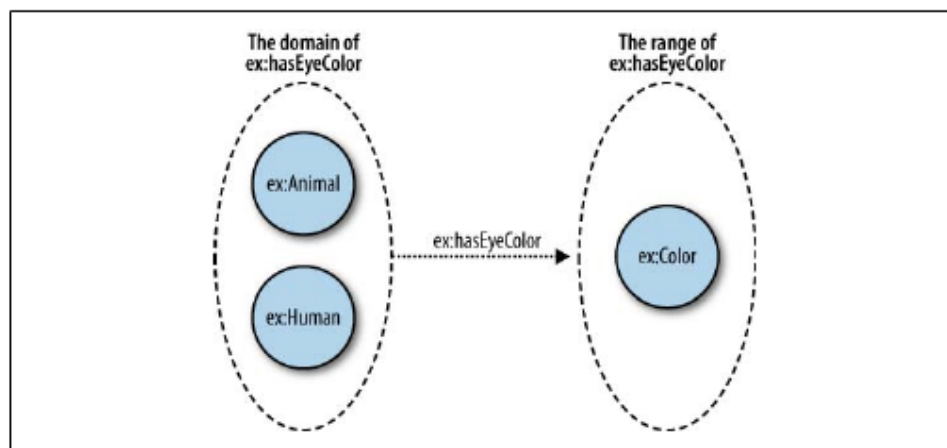 The domain of
ex:hasEyeColor
The range of
ex:hasEyeColor
ex:Animal
ex:hasEyeColor
ex:Color
ex:Human